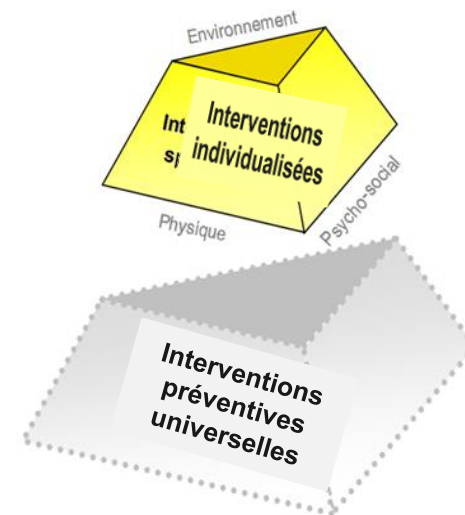 Environnement
Interventions
individualisées
Physique
Psycho-social
Interventions
préventives
universelles